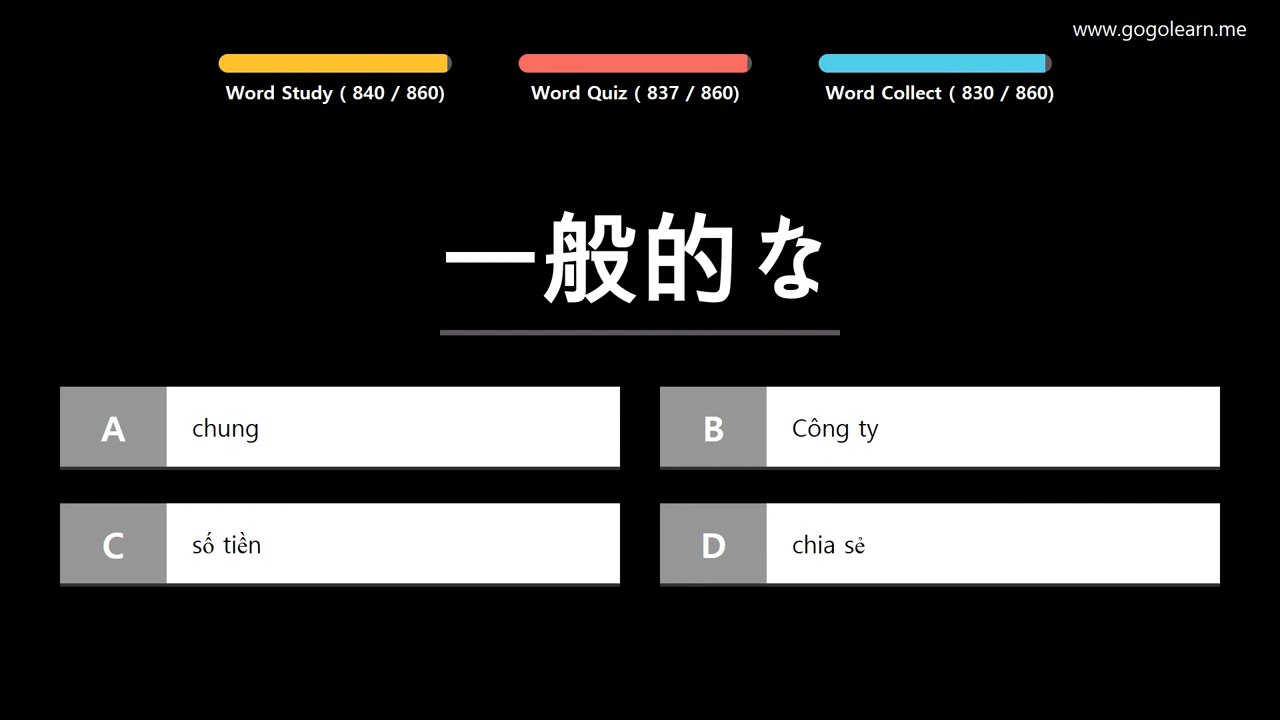 www.gogolearn.me
Word Study ( 840 / 860)
Word Quiz ( 837 / 860)
Word Collect ( 830 / 860)
一般的な
A chung
B Công ty
C số tiền
D chia sẻ